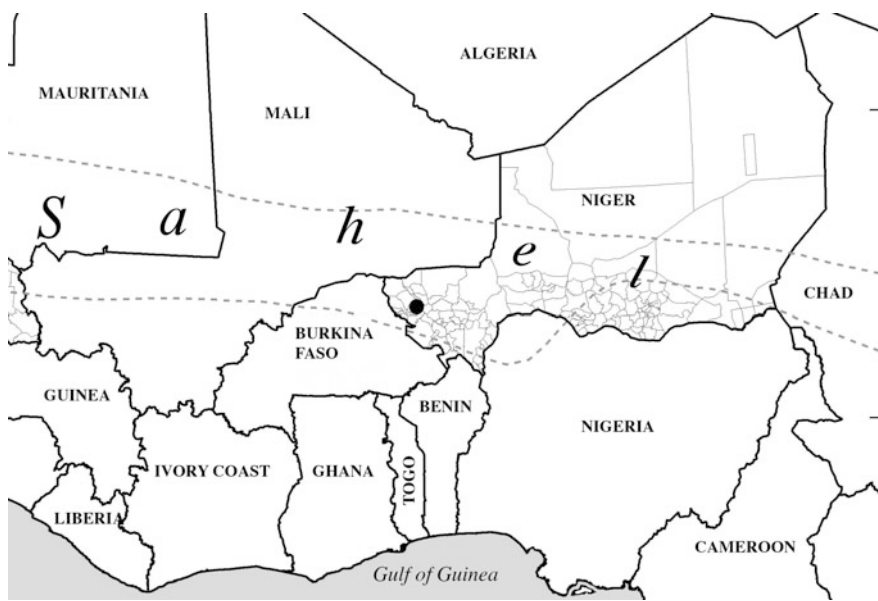 ALGERIA
MAURITANIA
MALI
NIGER
S a h e l
CHAD
BURKINA
FASO
GUINEA
BENIN
NIGERIA
IVORY COAST
GHANA
TOGO
LIBERIA
CAMEROON
Gulf of Guinea